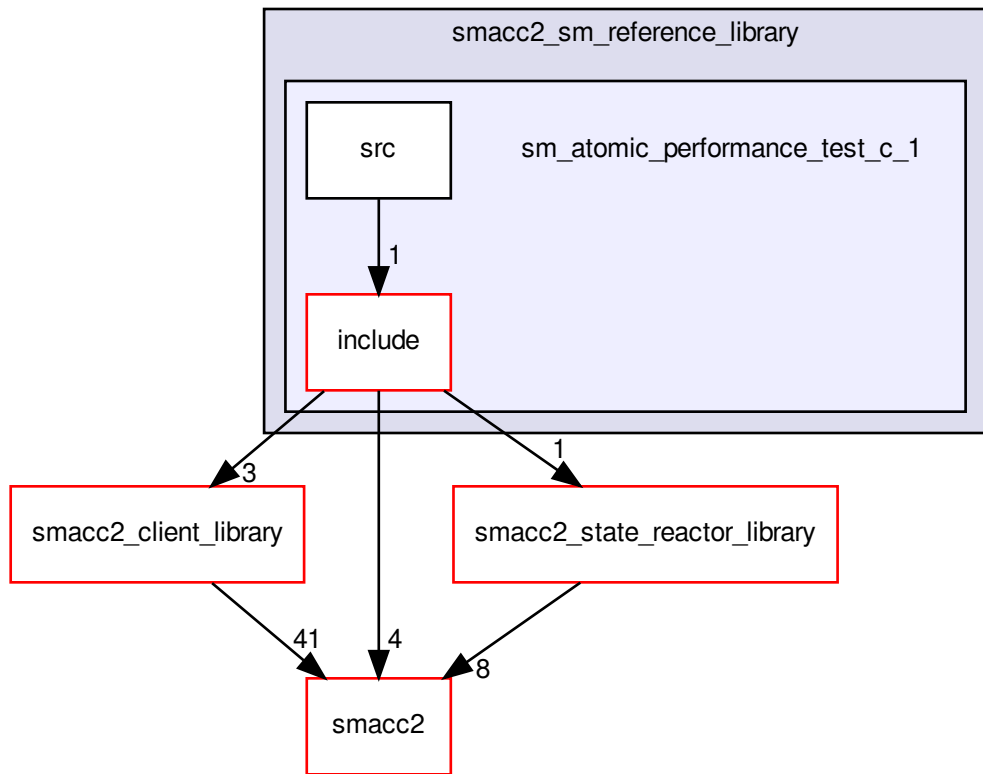 smacc2_sm_reference_library
src
sm_atomic_performance_test_c_1
1
include
3
1
smacc2_client_library
smacc2_state_reactor_library
41
4
8
smacc2